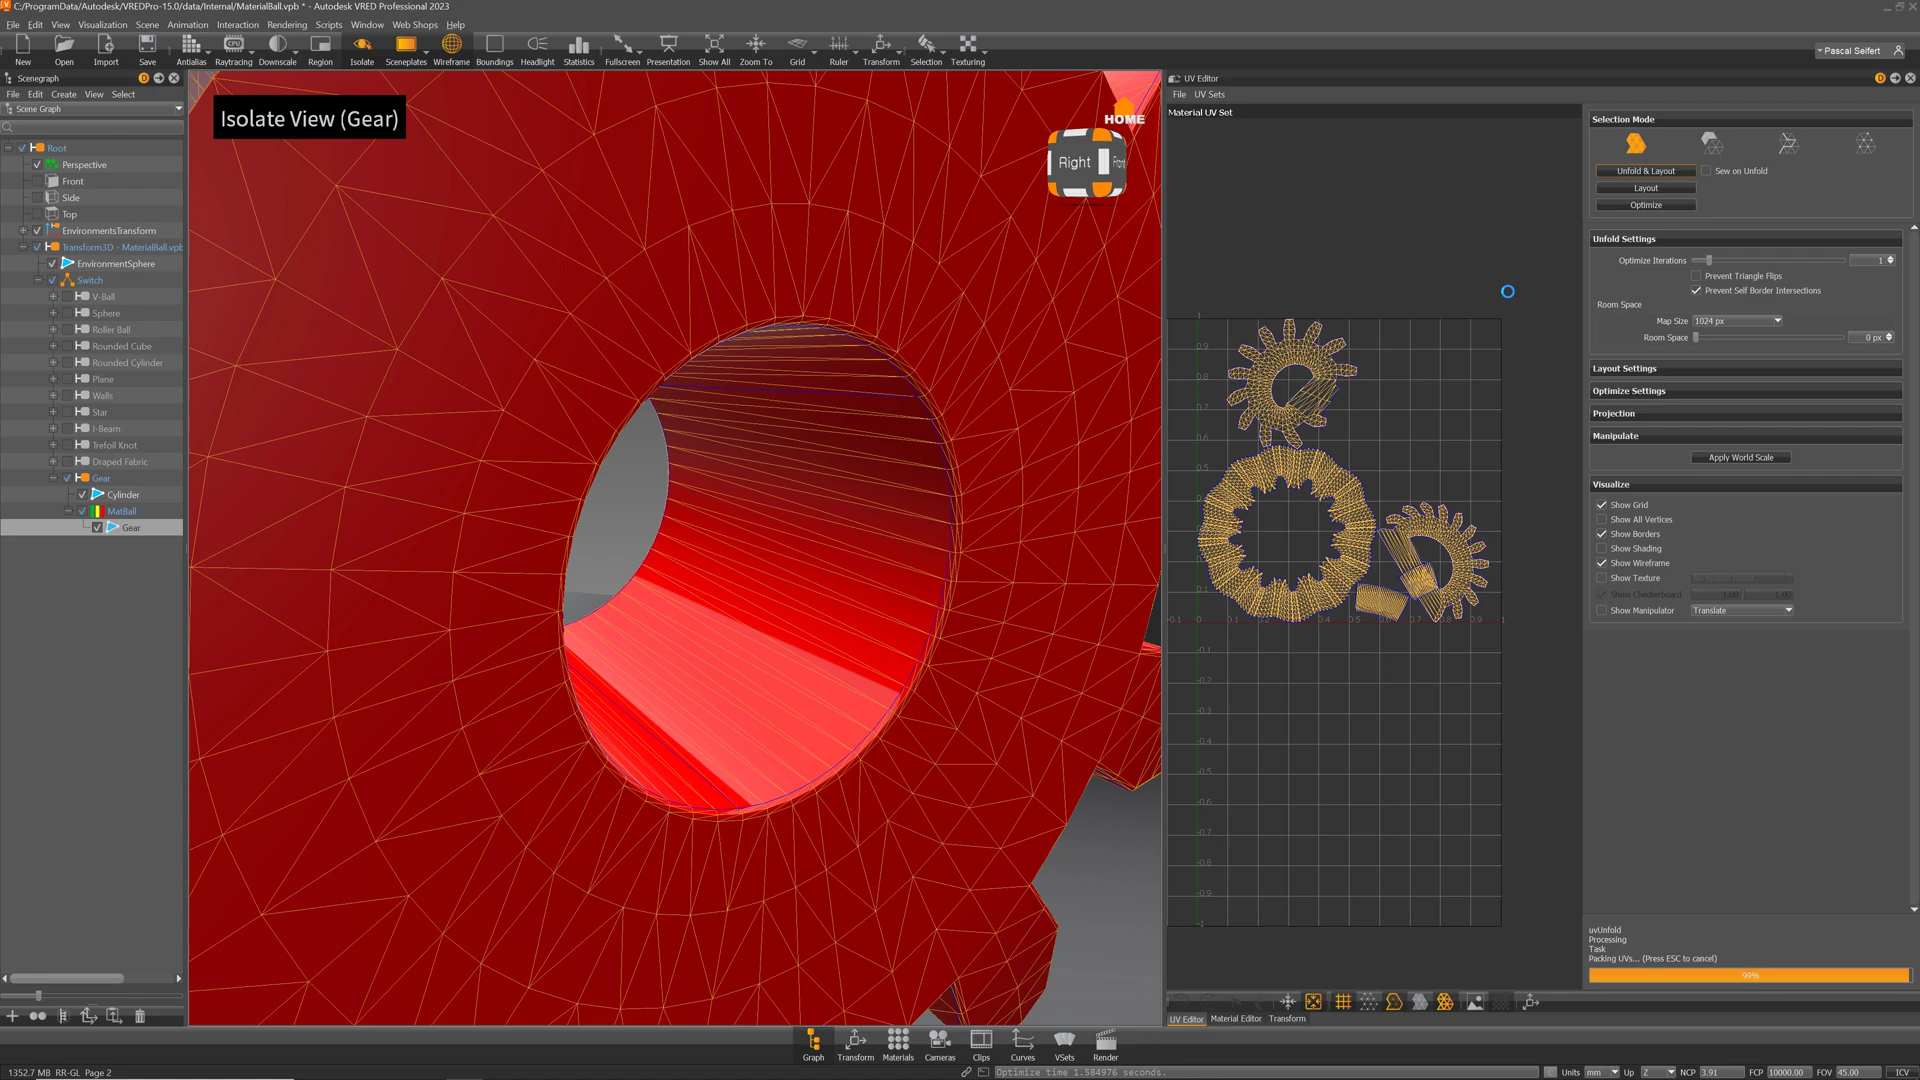 C:/ProgramData/Autodesk/VREDPro-15.0/data/Internal/MaterialBall.vpb * - Autodesk VRED Professional 2023
File Edit View Visualization Scene Animation Interaction Rendering Scripts Window Web Shops Help
New Open Import Save Antialias Raytracing Downscale Region Isolate Sceneplates Wireframe Boundings Headlight Statistics Fullscreen Presentation Show All Zoom To Grid Ruler Transform Selection Texturing
CPU
Pascal Seifert
Scenegraph
File Edit Create View Select
Scene Graph
Root
Perspective
Front
Side
Top
EnvironmentsTransform
Transform3D - MaterialBall.vpb
EnvironmentSphere
Switch
V-Ball
Sphere
Roller Ball
Rounded Cube
Rounded Cylinder
Plane
Walls
Star
I-Beam
Trefoil Knot
Draped Fabric
Gear
Cylinder
MatBall
Gear
Isolate View (Gear)
HOME
Right
Front
UV Editor
File UV Sets
Material UV Set
Selection Mode
Unfold & Layout
Sew on Unfold
Layout
Optimize
Unfold Settings
Optimize Iterations 1
Prevent Triangle Flips
Prevent Self Border Intersections
Room Space
Map Size 1024 px
Room Space 0 px
Layout Settings
Optimize Settings
Projection
Manipulate
Apply World Scale
Visualize
Show Grid
Show All Vertices
Show Borders
Show Shading
Show Wireframe
Show Texture
Show Checkerboard 1.00 1.00
Show Manipulator Translate
uvUnfold
Processing
Task
Packing UVs... (Press ESC to cancel)
99%
UV Editor Material Editor Transform
Graph Transform Materials Cameras Clips Curves VSets Render
1352.7 MB RR-GL Page 2
Optimize time 1.584976 seconds.
Units mm Up Z NCP 3.91 FCP 10000.00 FOV 45.00 ICV